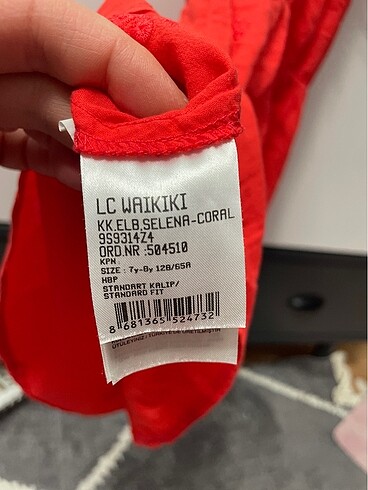 LC WAIKIKI
KK.ELB.SELENA-CORAL
9S9314Z4
ORD.NR :504510
KPH
SIZE : 7y-8y 128/65A
HBP
STANDART KALIP/
STANDARD FIT
8 681365 524732